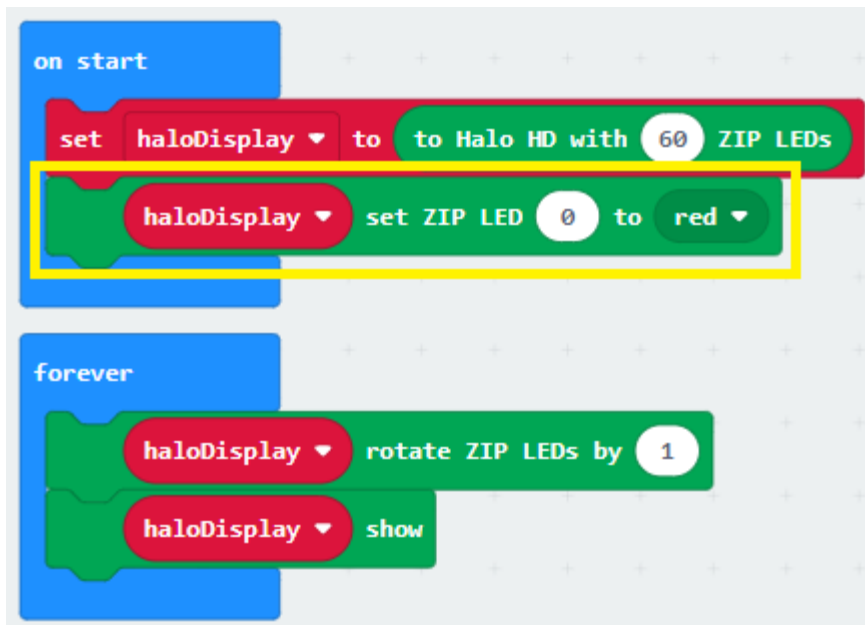 on start
set haloDisplay to to Halo HD with 60 ZIP LEDs
haloDisplay set ZIP LED 0 to red
forever
haloDisplay rotate ZIP LEDs by 1
haloDisplay show